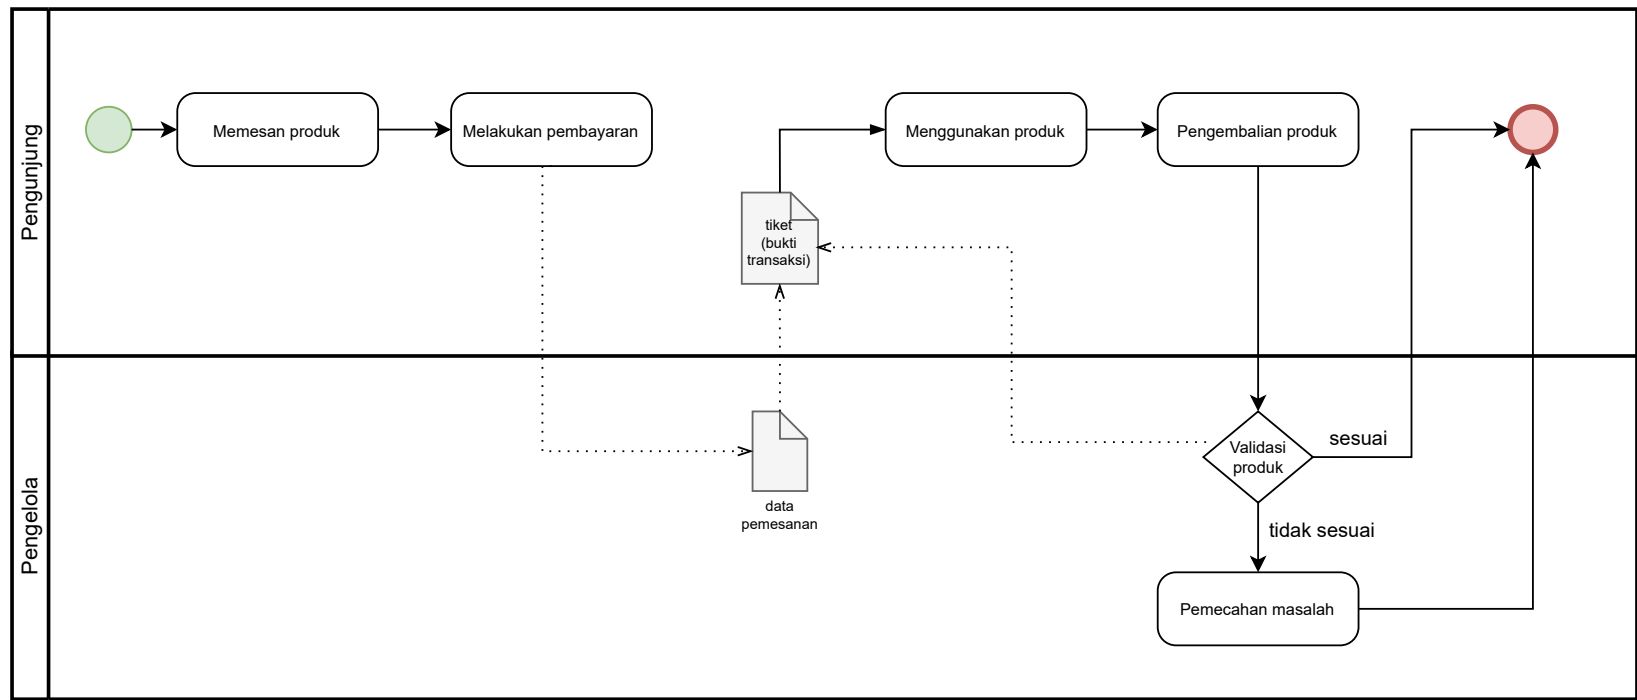 Pengunjung
Memesan produk
Melakukan pembayaran
Menggunakan produk
Pengembalian produk
tiket
(bukti
transaksi)
Pengelola
data
pemesanan
Validasi
produk
sesuai
tidak sesuai
Pemecahan masalah